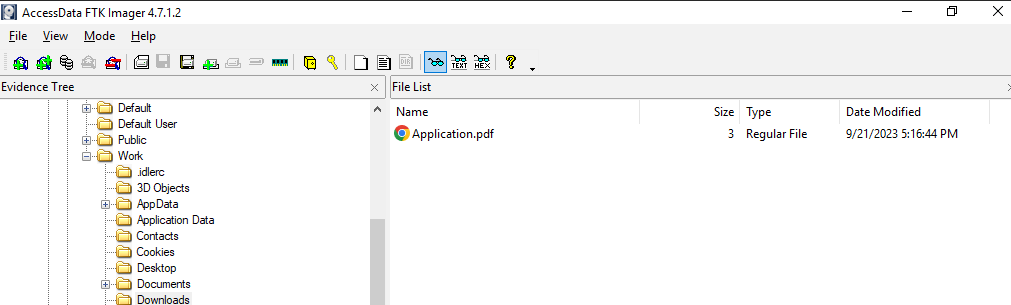 AccessData FTK Imager 4.7.1.2
File View Mode Help
TEXT HEX ?
Evidence Tree
Default
Default User
Public
Work
.idlerc
3D Objects
AppData
Application Data
Contacts
Cookies
Desktop
Documents
Downloads
File List
Name Size Type Date Modified
Application.pdf 3 Regular File 9/21/2023 5:16:44 PM